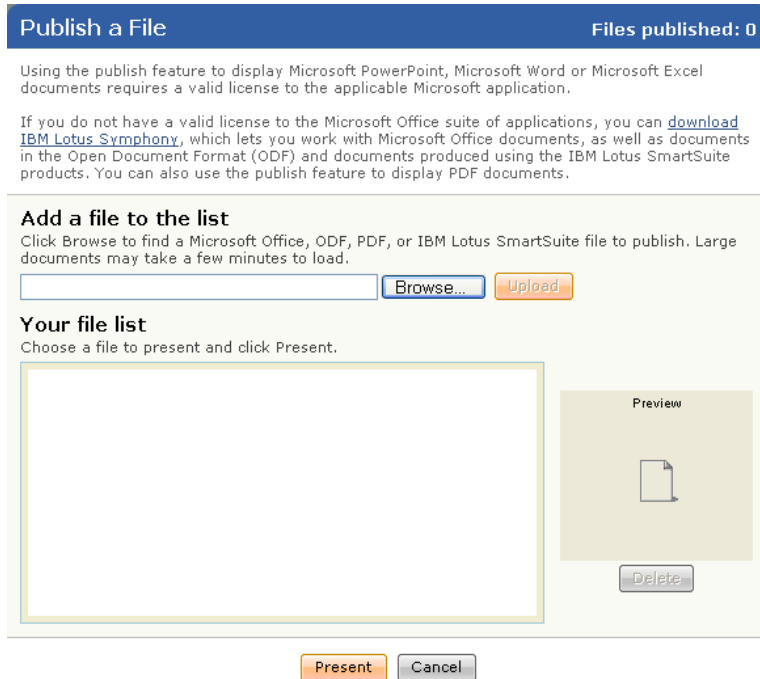 Publish a File
Files published: 0
Using the publish feature to display Microsoft PowerPoint, Microsoft Word or Microsoft Excel
documents requires a valid license to the applicable Microsoft application.
If you do not have a valid license to the Microsoft Office suite of applications, you can download
IBM Lotus Symphony, which lets you work with Microsoft Office documents, as well as documents
in the Open Document Format (ODF) and documents produced using the IBM Lotus SmartSuite
products. You can also use the publish feature to display PDF documents.
Add a file to the list
Click Browse to find a Microsoft Office, ODF, PDF, or IBM Lotus SmartSuite file to publish. Large
documents may take a few minutes to load.
Browse... Upload
Your file list
Choose a file to present and click Present.
Preview
Delete
Present Cancel